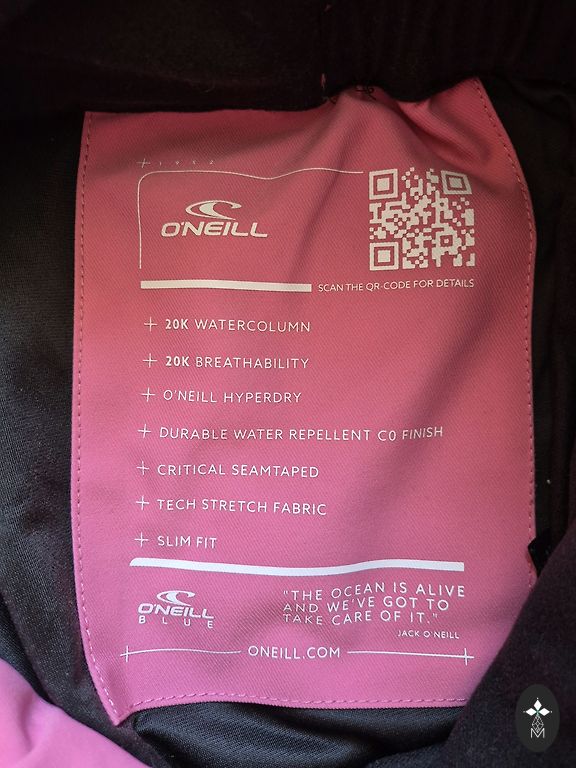 1952
O'NEILL
SCAN THE QR-CODE FOR DETAILS
+ 20K WATERCOLUMN
+ 20K BREATHABILITY
+ O'NEILL HYPERDRY
+ DURABLE WATER REPELLENT C0 FINISH
+ CRITICAL SEAMTAPED
+ TECH STRETCH FABRIC
+ SLIM FIT
O'NEILL
BLUE
"THE OCEAN IS ALIVE
AND WE'VE GOT TO
TAKE CARE OF IT."
JACK O'NEILL
O'NEILL.COM
M